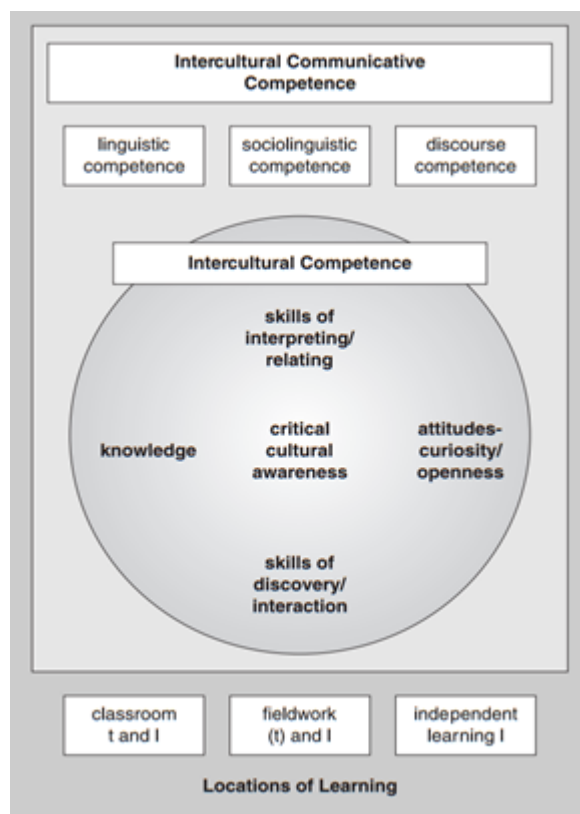 Intercultural Communicative
Competence
linguistic
competence
sociolinguistic
competence
discourse
competence
Intercultural Competence
skills of
interpreting/
relating
knowledge
critical
cultural
awareness
attitudes-
curiosity/
openness
skills of
discovery/
interaction
classroom
t and l
fieldwork
(t) and l
independent
learning l
Locations of Learning